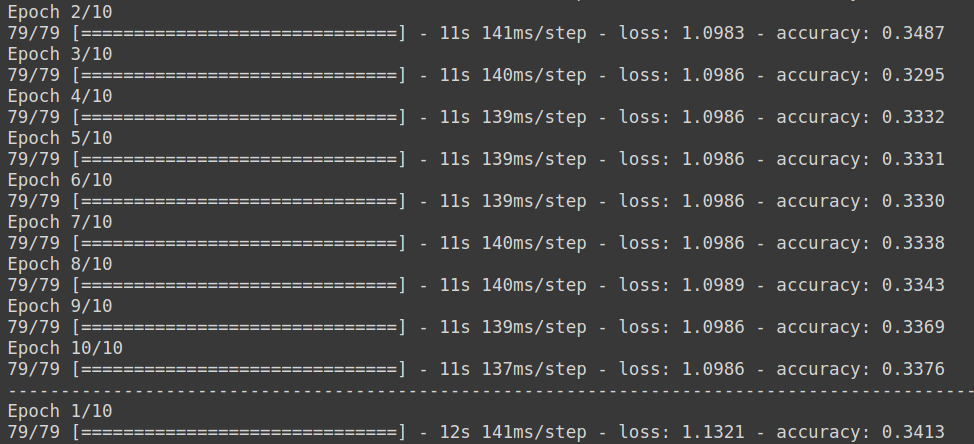 Epoch 2/10
79/79 [==============================] - 11s 141ms/step - loss: 1.0983 - accuracy: 0.3487
Epoch 3/10
79/79 [==============================] - 11s 140ms/step - loss: 1.0986 - accuracy: 0.3295
Epoch 4/10
79/79 [==============================] - 11s 139ms/step - loss: 1.0986 - accuracy: 0.3332
Epoch 5/10
79/79 [==============================] - 11s 139ms/step - loss: 1.0986 - accuracy: 0.3331
Epoch 6/10
79/79 [==============================] - 11s 139ms/step - loss: 1.0986 - accuracy: 0.3330
Epoch 7/10
79/79 [==============================] - 11s 140ms/step - loss: 1.0986 - accuracy: 0.3338
Epoch 8/10
79/79 [==============================] - 11s 140ms/step - loss: 1.0989 - accuracy: 0.3343
Epoch 9/10
79/79 [==============================] - 11s 139ms/step - loss: 1.0986 - accuracy: 0.3369
Epoch 10/10
79/79 [==============================] - 11s 137ms/step - loss: 1.0986 - accuracy: 0.3376
--------------------------------------------------------------------------------------------
Epoch 1/10
79/79 [==============================] - 12s 141ms/step - loss: 1.1321 - accuracy: 0.3413